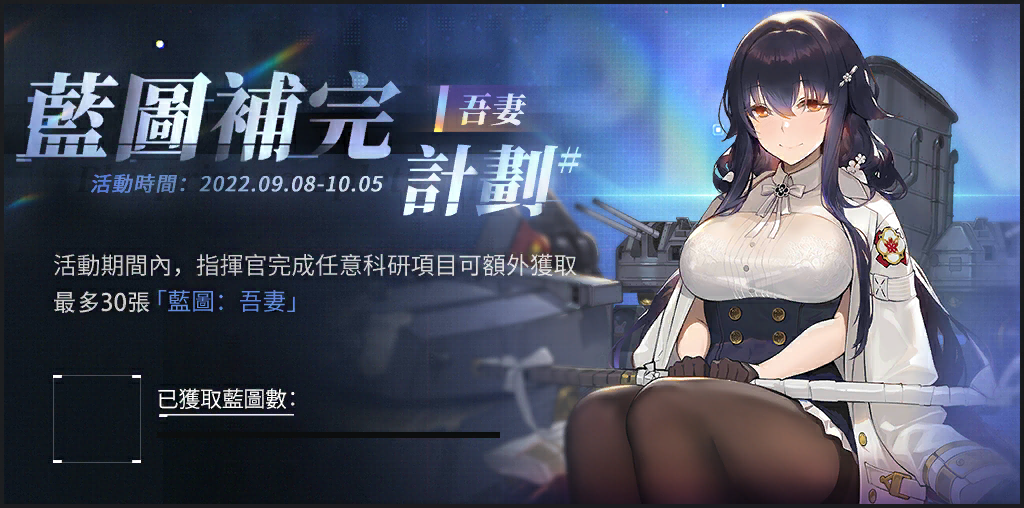 藍圖補完
吾妻
計劃#
活動時間：2022.09.08-10.05
活動期間內，指揮官完成任意科研項目可額外獲取
最多30張「藍圖：吾妻」
已獲取藍圖數：